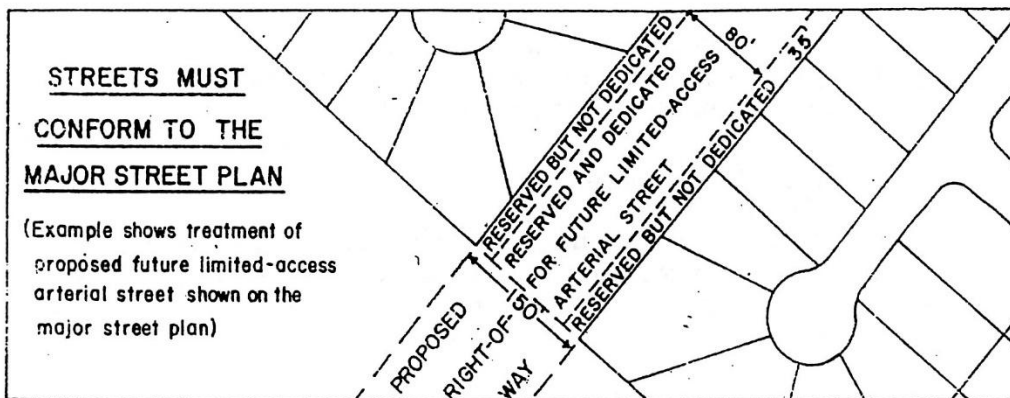 STREETS MUST
CONFORM TO THE
MAJOR STREET PLAN
(Example shows treatment of
proposed future limited-access
arterial street shown on the
major street plan)
RESERVED BUT NOT DEDICATED
RESERVED AND DEDICATED
FOR FUTURE LIMITED-ACCESS
ARTERIAL STREET
RESERVED BUT NOT DEDICATED 35'
80'
150'
PROPOSED
RIGHT-OF-
WAY